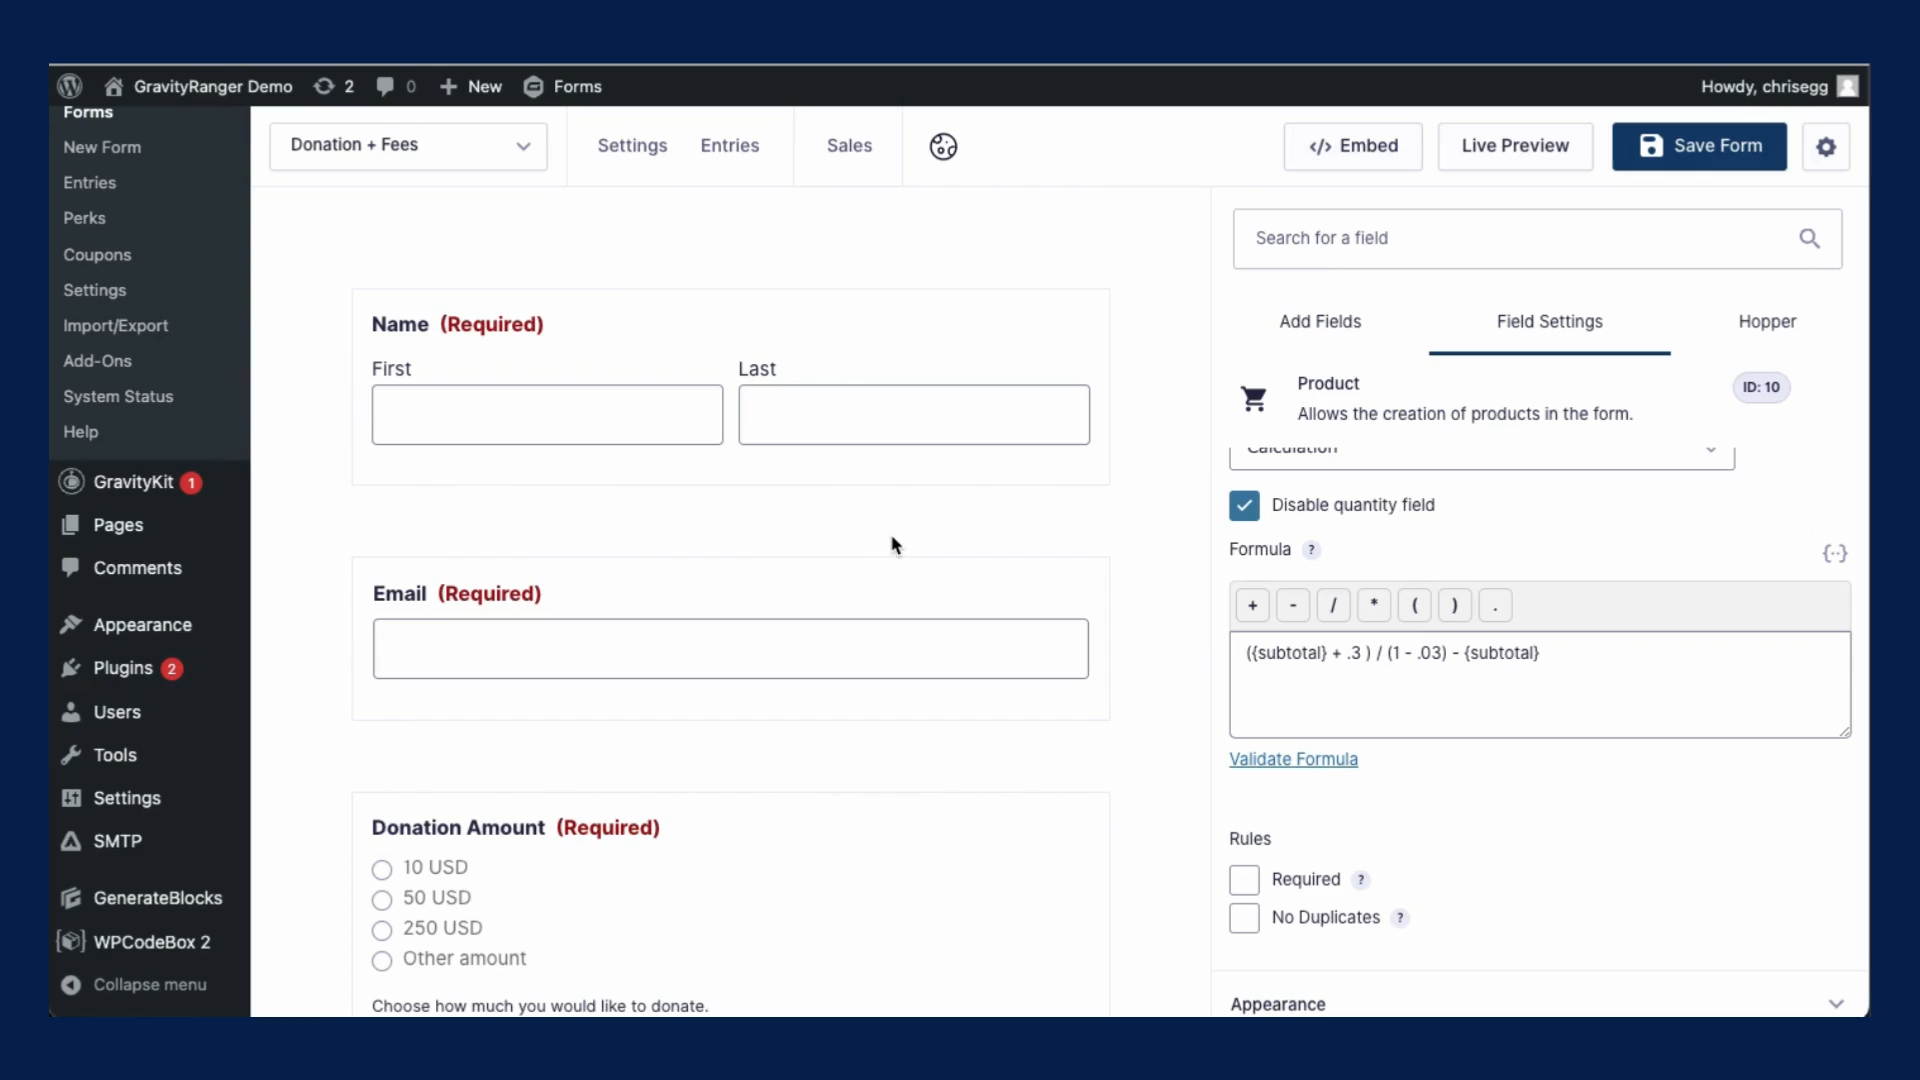 GravityRanger Demo 2 0 New Forms Howdy, chrisegg
Forms
New Form
Entries
Perks
Coupons
Settings
Import/Export
Add-Ons
System Status
Help
GravityKit 1
Pages
Comments
Appearance
Plugins 2
Users
Tools
Settings
SMTP
GenerateBlocks
WPCodeBox 2
Collapse menu
Donation + Fees
Settings Entries Sales
</> Embed Live Preview Save Form
Name (Required)
First Last
Email (Required)
Donation Amount (Required)
10 USD
50 USD
250 USD
Other amount
Choose how much you would like to donate.
Search for a field
Add Fields Field Settings Hopper
Product ID: 10
Allows the creation of products in the form.
Calculation
Disable quantity field
Formula ? {··}
+ - / * ( ) .
({subtotal} + .3 ) / (1 - .03) - {subtotal}
Validate Formula
Rules
Required ?
No Duplicates ?
Appearance